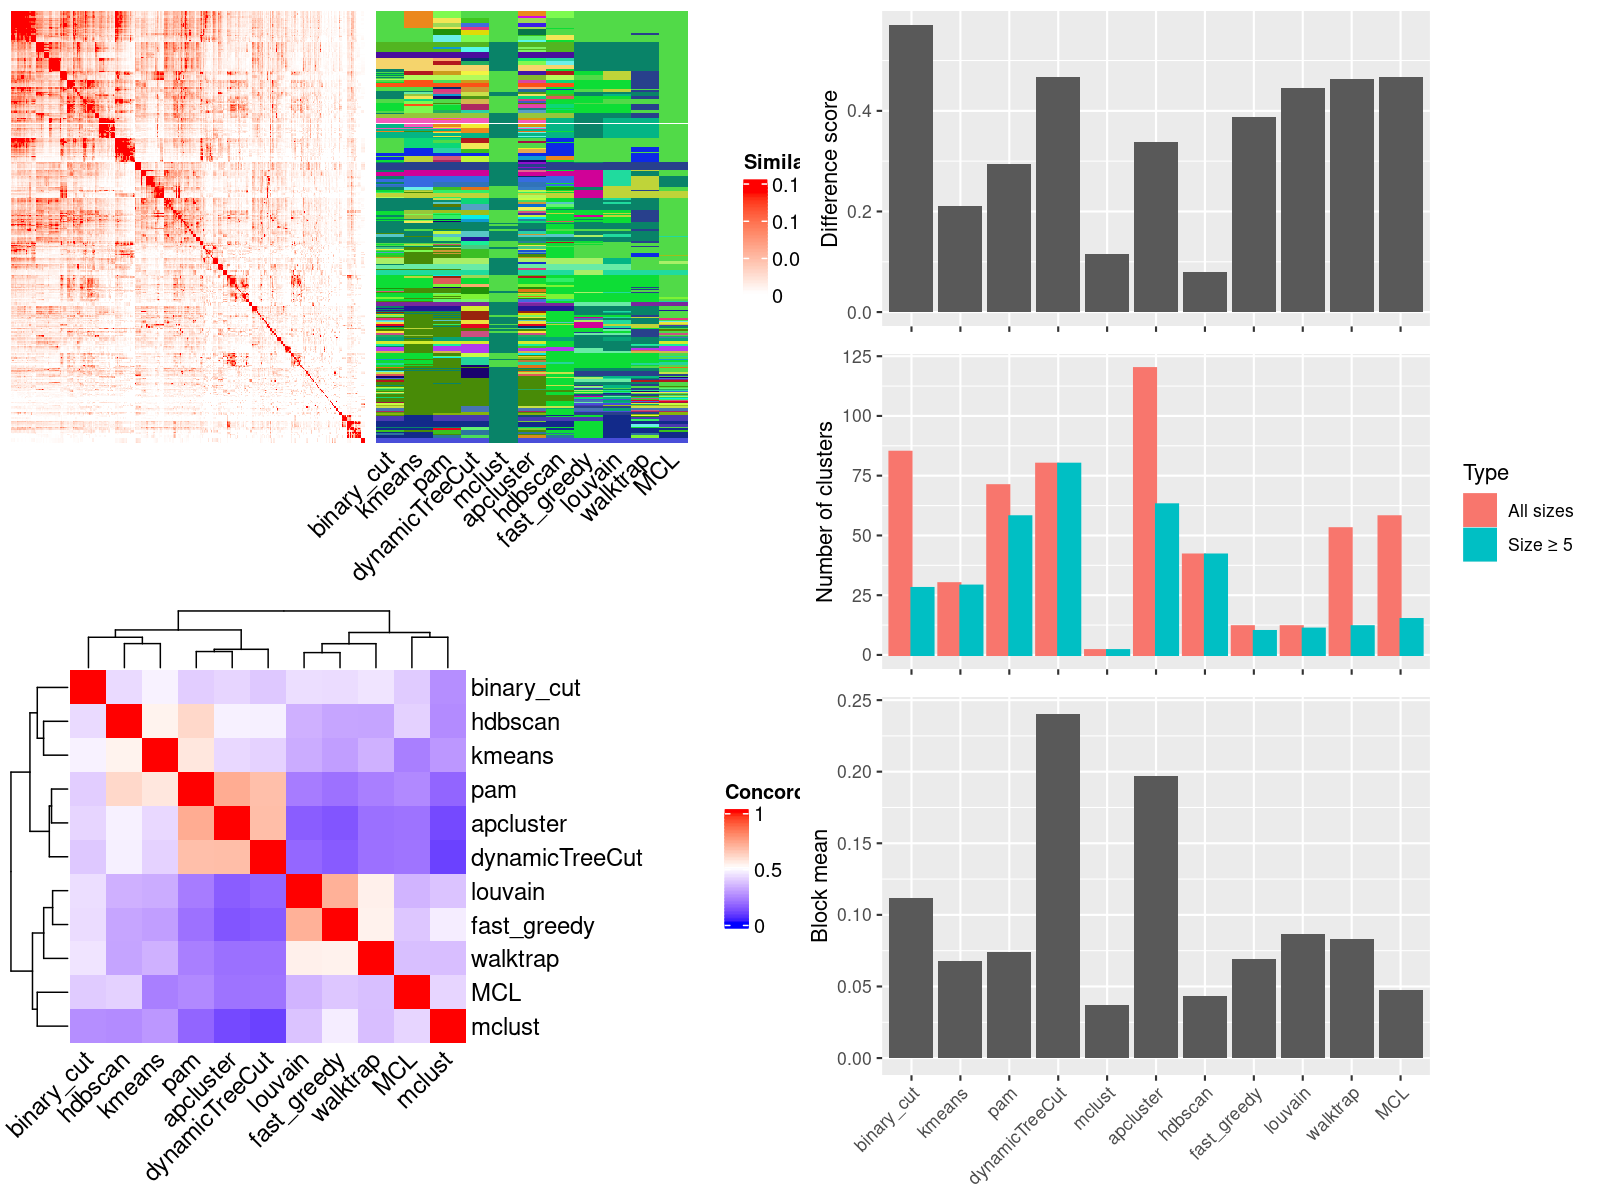 Simila
0.1
0.1
0.0
0
binary_cut
kmeans
pam
dynamicTreeCut
mclust
apcluster
hdbscan
fast_greedy
louvain
walktrap
MCL
binary_cut
hdbscan
kmeans
pam
apcluster
dynamicTreeCut
louvain
fast_greedy
walktrap
MCL
mclust
binary_cut
hdbscan
kmeans
pam
apcluster
dynamicTreeCut
louvain
fast_greedy
walktrap
MCL
mclust
Concord
1
0.5
0
Difference score
0.4
0.2
0.0
Number of clusters
125
100
75
50
25
0
Type
All sizes
Size ≥ 5
Block mean
0.25
0.20
0.15
0.10
0.05
0.00
binary_cut
kmeans
pam
dynamicTreeCut
mclust
apcluster
hdbscan
fast_greedy
louvain
walktrap
MCL